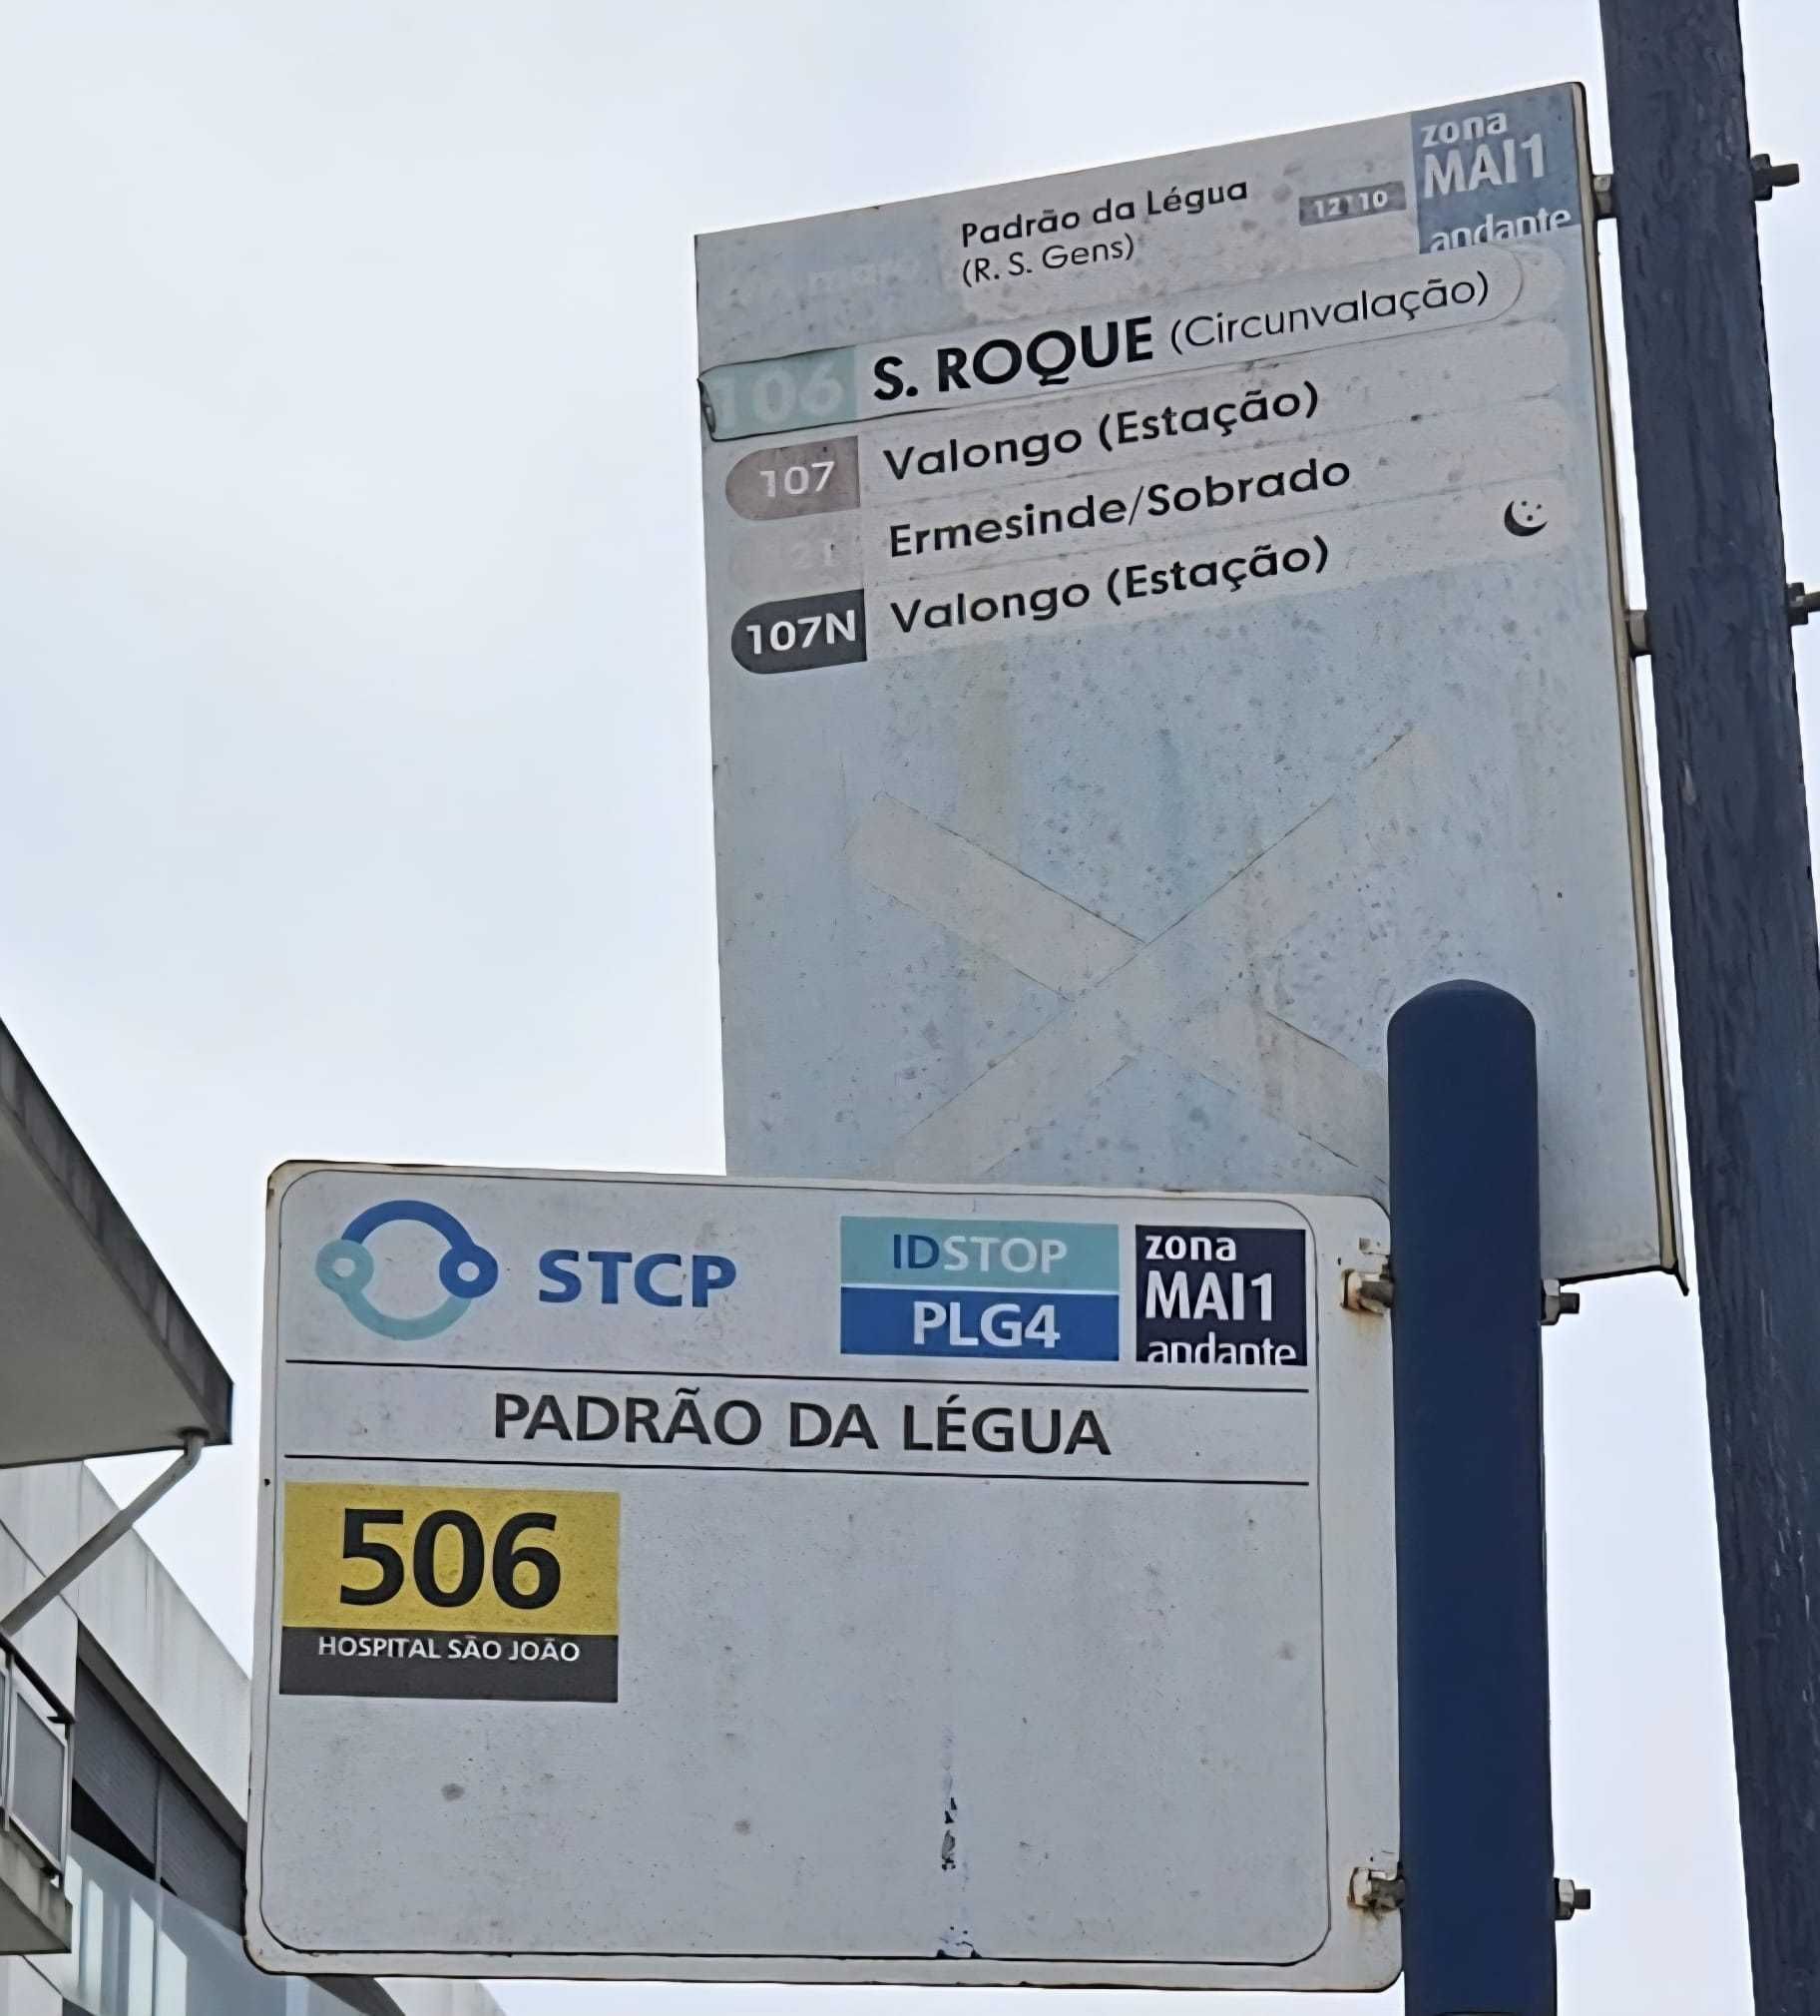 Padrão da Légua
(R. S. Gens)
12 10
zona
MAI1
andante
106 S. ROQUE (Circunvalação)
107 Valongo (Estação)
Ermesinde/Sobrado
107N Valongo (Estação)
STCP
IDSTOP
PLG4
zona
MAI1
andante
PADRÃO DA LÉGUA
506
HOSPITAL SÃO JOÃO